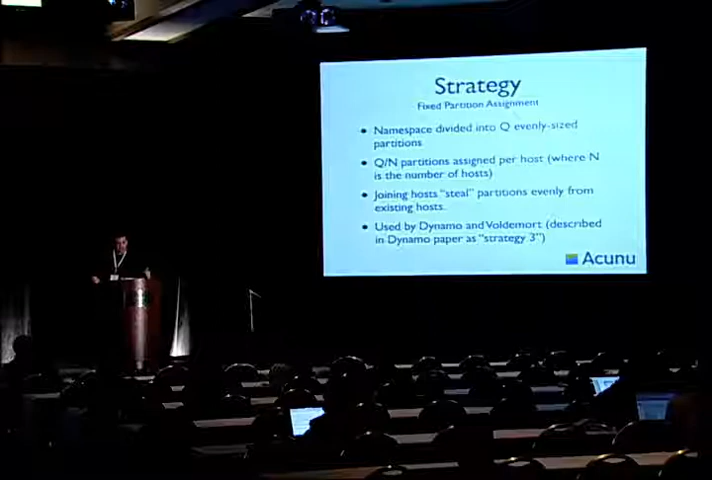 Strategy
Fixed Partition Assignment
• Namespace divided into Q evenly-sized
partitions
• Q/N partitions assigned per host (where N
is the number of hosts)
• Joining hosts "steal" partitions evenly from
existing hosts.
• Used by Dynamo and Voldemort (described
in Dynamo paper as "strategy 3")
Acunu